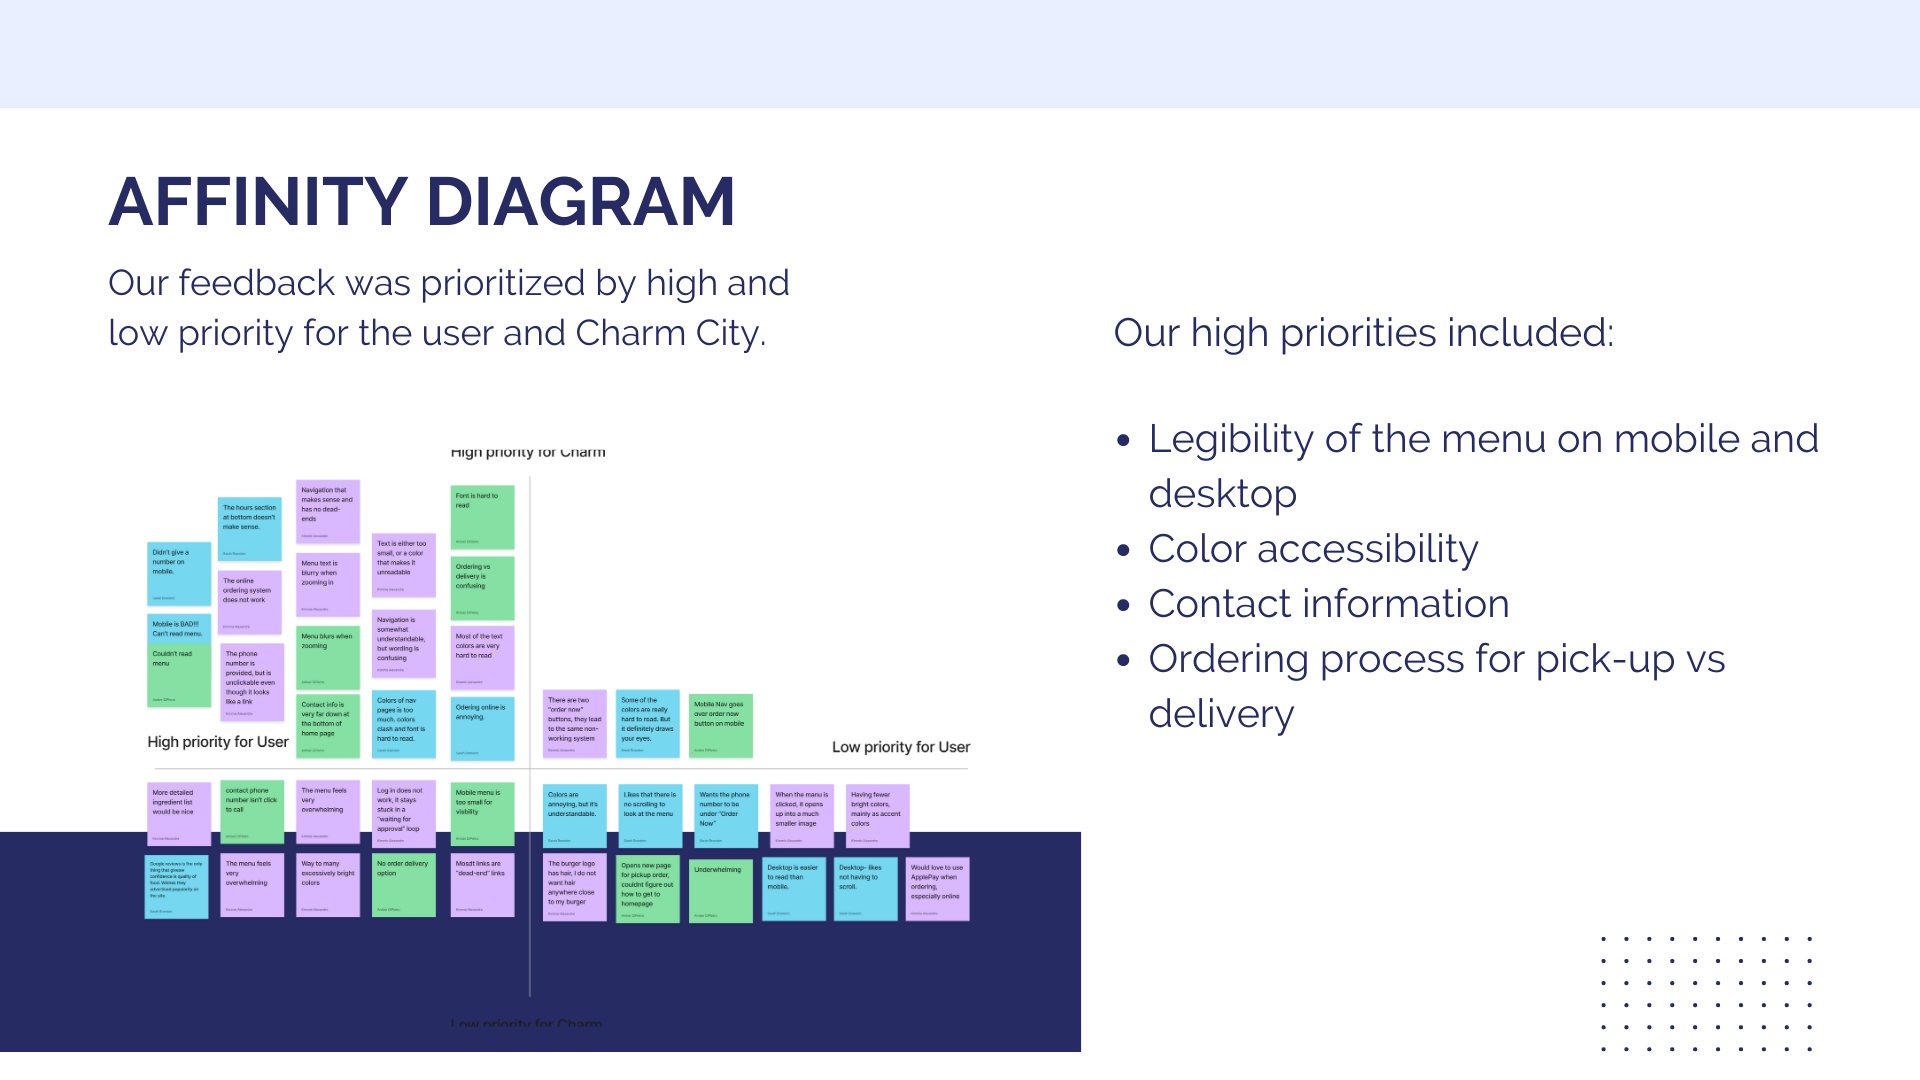 AFFINITY DIAGRAM
Our feedback was prioritized by high and
low priority for the user and Charm City.
Our high priorities included:
• Legibility of the menu on mobile and
desktop
• Color accessibility
• Contact information
• Ordering process for pick-up vs
delivery
High priority for Charm
Didn't give a
number on
mobile.
Moblie is BAD!!!
Can't read menu.
Couldn't read
menu
The hours section
at bottom doesn't
make sense.
The online
ordering system
does not work
The phone
number is
provided, but is
unclickable even
though it looks
like a link
Navigation that
makes sense and
has no dead-
ends
Menu text is
blurry when
zooming in
Menu blurs when
zooming
Contact info is
very far down at
the bottom of
home page
Text is either too
small, or a color
that makes it
unreadable
Navigation is
somewhat
understandable,
but wording is
confusing
Colors of nav
pages is too
much. colors
clash and font is
hard to read.
Font is hard to
read
Ordering vs
delivery is
confusing
Most of the text
colors are very
hard to read
Odering online is
annoying.
There are two
"order now"
buttons, they lead
to the same non-
working system
Some of the
colors are really
hard to read. But
it definitely draws
your eyes.
Mobile Nav goes
over order now
button on mobile
High priority for User
Low priority for User
More detailed
ingredient list
would be nice
contact phone
number isn't click
to call
The menu feels
very
overwhelming
Log in does not
work, it stays
stuck in a
"waiting for
approval" loop
Mobile menu is
too small for
visbility
Colors are
annoying, but it's
understandable.
Likes that there is
no scrolling to
look at the menu
Wants the phone
number to be
under "Order
Now"
When the menu is
clicked, it opens
up into a much
smaller image
Having fewer
bright colors,
mainly as accent
colors
Google reviews is the only
thing that
confidence is quality of
the site.
The menu feels
very
overwhelming
Way to many
excessively bright
colors
No order delivery
option
Mosdt links are
"dead-end" links
The burger logo
has hair, I do not
want hair
anywhere close
to my burger
Opens new page
for pickup order,
couldnt figure out
how to get to
homepage
Underwhelming
Desktop is easier
to read than
mobile.
Desktop- likes
not having to
scroll.
Would love to use
ApplePay when
ordering,
especially online
Low priority for Charm